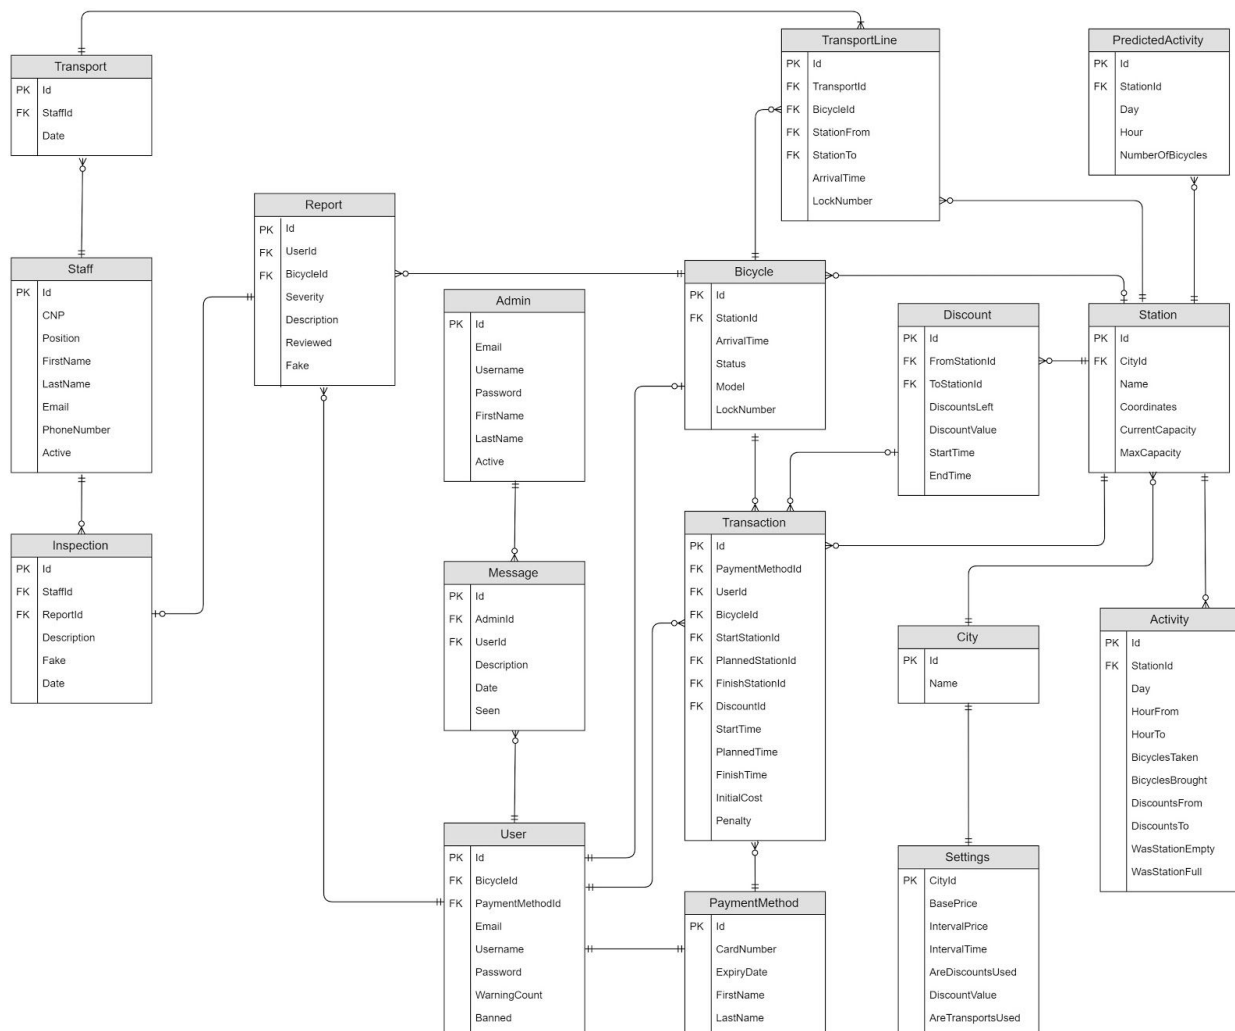 Transport
PK Id
FK StaffId
Date
TransportLine
PK Id
FK TransportId
FK BicycleId
FK StationFrom
FK StationTo
ArrivalTime
LockNumber
PredictedActivity
PK Id
FK StationId
Day
Hour
NumberOfBicycles
Report
PK Id
FK UserId
FK BicycleId
Severity
Description
Reviewed
Fake
Staff
PK Id
CNP
Position
FirstName
LastName
Email
PhoneNumber
Active
Admin
PK Id
Email
Username
Password
FirstName
LastName
Active
Bicycle
PK Id
FK StationId
ArrivalTime
Status
Model
LockNumber
Discount
PK Id
FK FromStationId
FK ToStationId
DiscountsLeft
DiscountValue
StartTime
EndTime
Station
PK Id
FK CityId
Name
Coordinates
CurrentCapacity
MaxCapacity
Inspection
PK Id
FK StaffId
FK ReportId
Description
Fake
Date
Message
PK Id
FK AdminId
FK UserId
Description
Date
Seen
Transaction
PK Id
FK PaymentMethodId
FK UserId
FK BicycleId
FK StartStationId
FK PlannedStationId
FK FinishStationId
FK DiscountId
StartTime
PlannedTime
FinishTime
InitialCost
Penalty
City
PK Id
Name
Activity
PK Id
FK StationId
Day
HourFrom
HourTo
BicyclesTaken
BicyclesBrought
DiscountsFrom
DiscountsTo
WasStationEmpty
WasStationFull
User
PK Id
FK BicycleId
FK PaymentMethodId
Email
Username
Password
WarningCount
Banned
PaymentMethod
PK Id
CardNumber
ExpiryDate
FirstName
LastName
Settings
PK CityId
BasePrice
IntervalPrice
IntervalTime
AreDiscountsUsed
DiscountValue
AreTransportsUsed